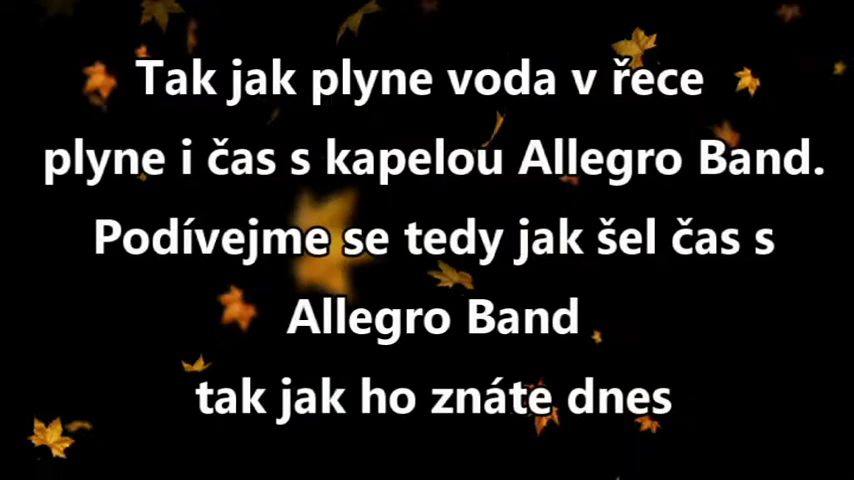 Tak jak plyne voda v řece
plyne i čas s kapelou Allegro Band.
Podívejme se tedy jak šel čas s
Allegro Band
tak jak ho znáte dnes